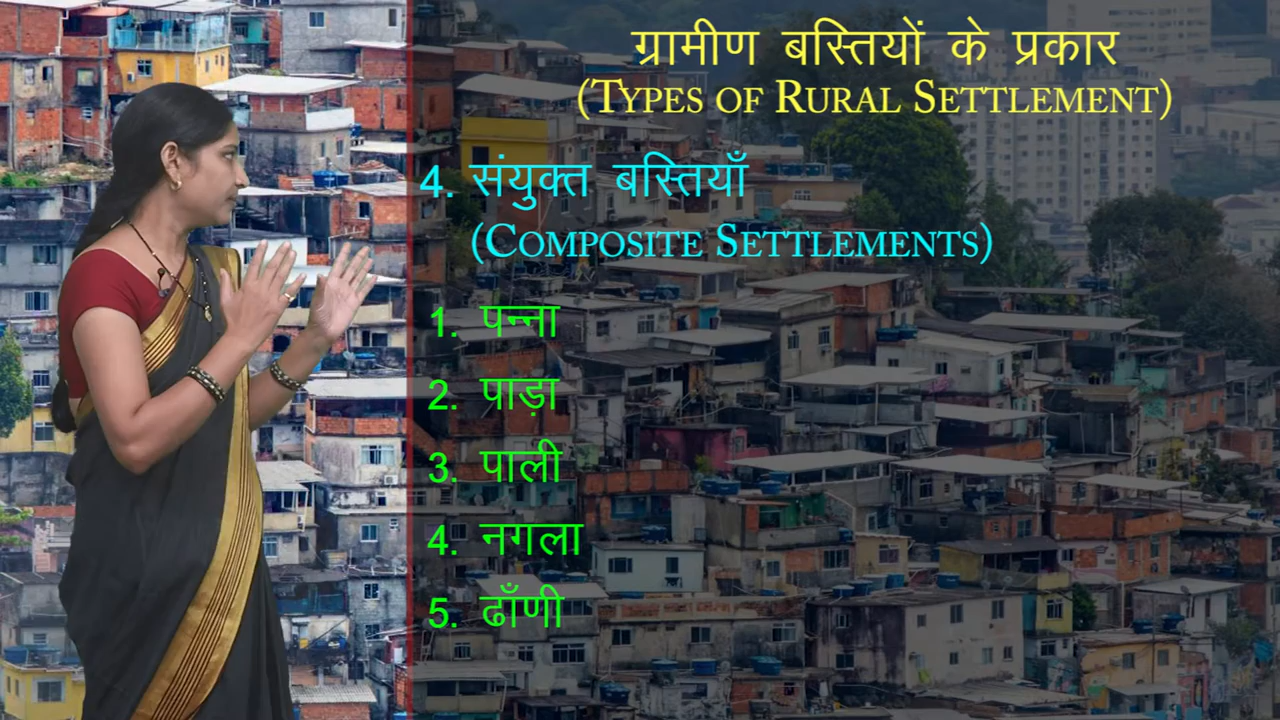 ग्रामीण बस्तियों के प्रकार
(Types of Rural Settlement)
4. संयुक्त बस्तियाँ
(Composite Settlements)
1. पन्ना
2. पाड़ा
3. पाली
4. नगला
5. ढाँणी